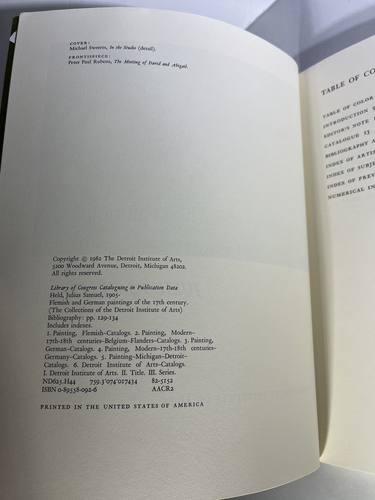 COVER:
Michael Sweerts, In the Studio (detail).
FRONTISPIECE:
Peter Paul Rubens, The Meeting of David and Abigail.
Copyright © 1982 The Detroit Institute of Arts,
5200 Woodward Avenue, Detroit, Michigan 48202.
All rights reserved.
Library of Congress Cataloguing in Publication Data
Held, Julius Samuel, 1905-
Flemish and German paintings of the 17th century.
(The Collections of the Detroit Institute of Arts)
Bibliography: pp. 129-134
Includes indexes.
1. Painting, Flemish-Catalogs. 2. Painting, Modern-
17th-18th centuries-Belgium-Flanders-Catalogs. 3. Painting,
German-Catalogs. 4. Painting, Modern-17th-18th centuries-
Germany-Catalogs. 5. Painting-Michigan-Detroit-
Catalogs. 6. Detroit Institute of Arts-Catalogs.
I. Detroit Institute of Arts. II. Title. III. Series.
ND625.H44 759.3'074'017434 82-5152
ISBN 0-89558-092-6 AACR2
PRINTED IN THE UNITED STATES OF AMERICA
TABLE OF CO
TABLE OF COLOR
INTRODUCTION
EDITOR'S NOTE
CATALOGUE 13
BIBLIOGRAPHY A
INDEX OF ARTIS
INDEX OF SUBJE
INDEX OF PREV
NUMERICAL IN